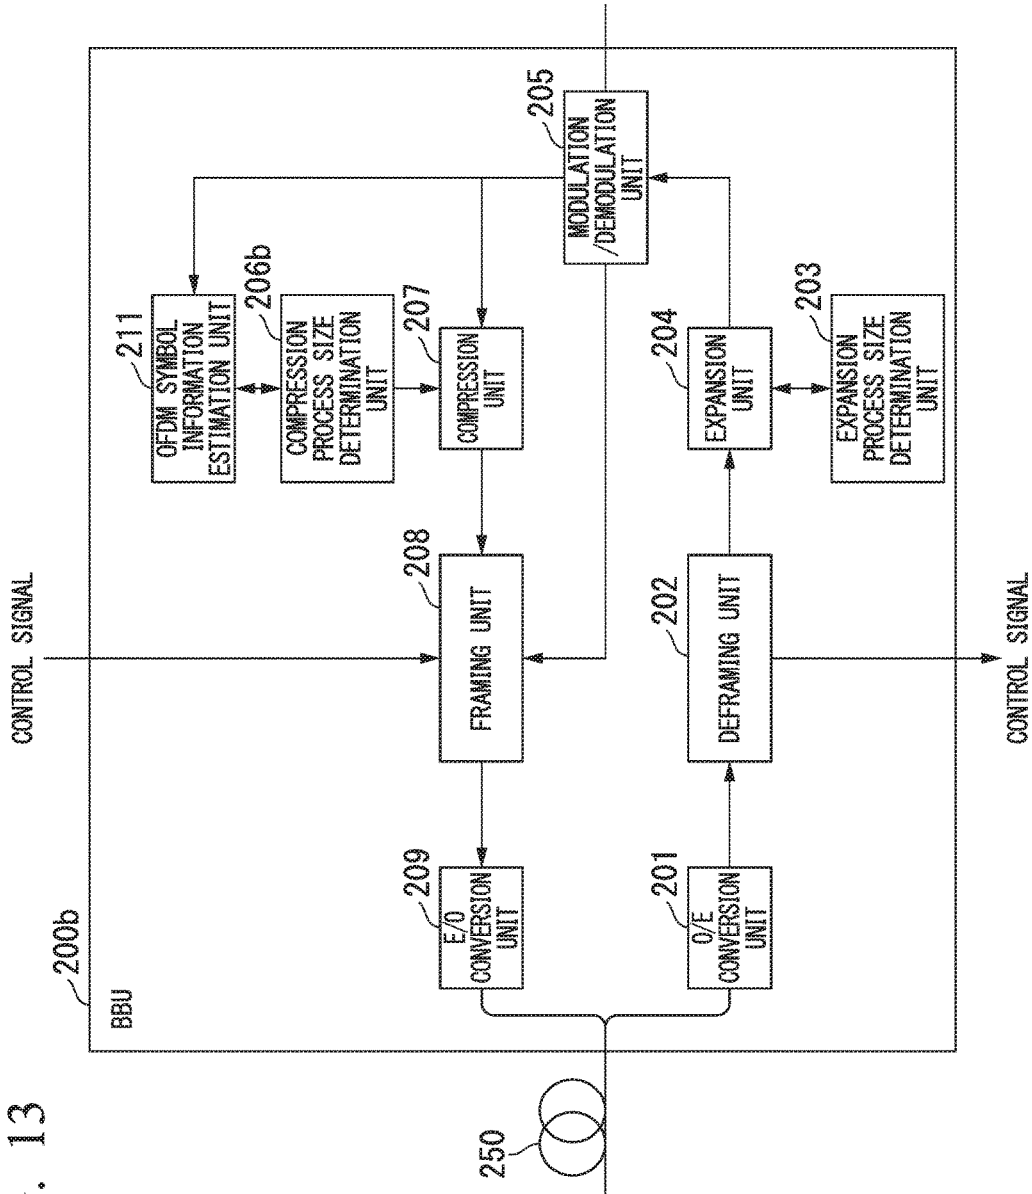 . 13
200b
BBU
CONTROL SIGNAL
211
OFDM SYMBOL
INFORMATION
ESTIMATION UNIT
206b
COMPRESSION
PROCESS SIZE
DETERMINATION
UNIT
209
E/O
CONVERSION
UNIT
208
FRAMING UNIT
207
COMPRESSION
UNIT
205
MODULATION
/DEMODULATION
UNIT
250
201
O/E
CONVERSION
UNIT
202
DEFRAMING UNIT
204
EXPANSION
UNIT
203
EXPANSION
PROCESS SIZE
DETERMINATION
UNIT
CONTROL SIGNAL